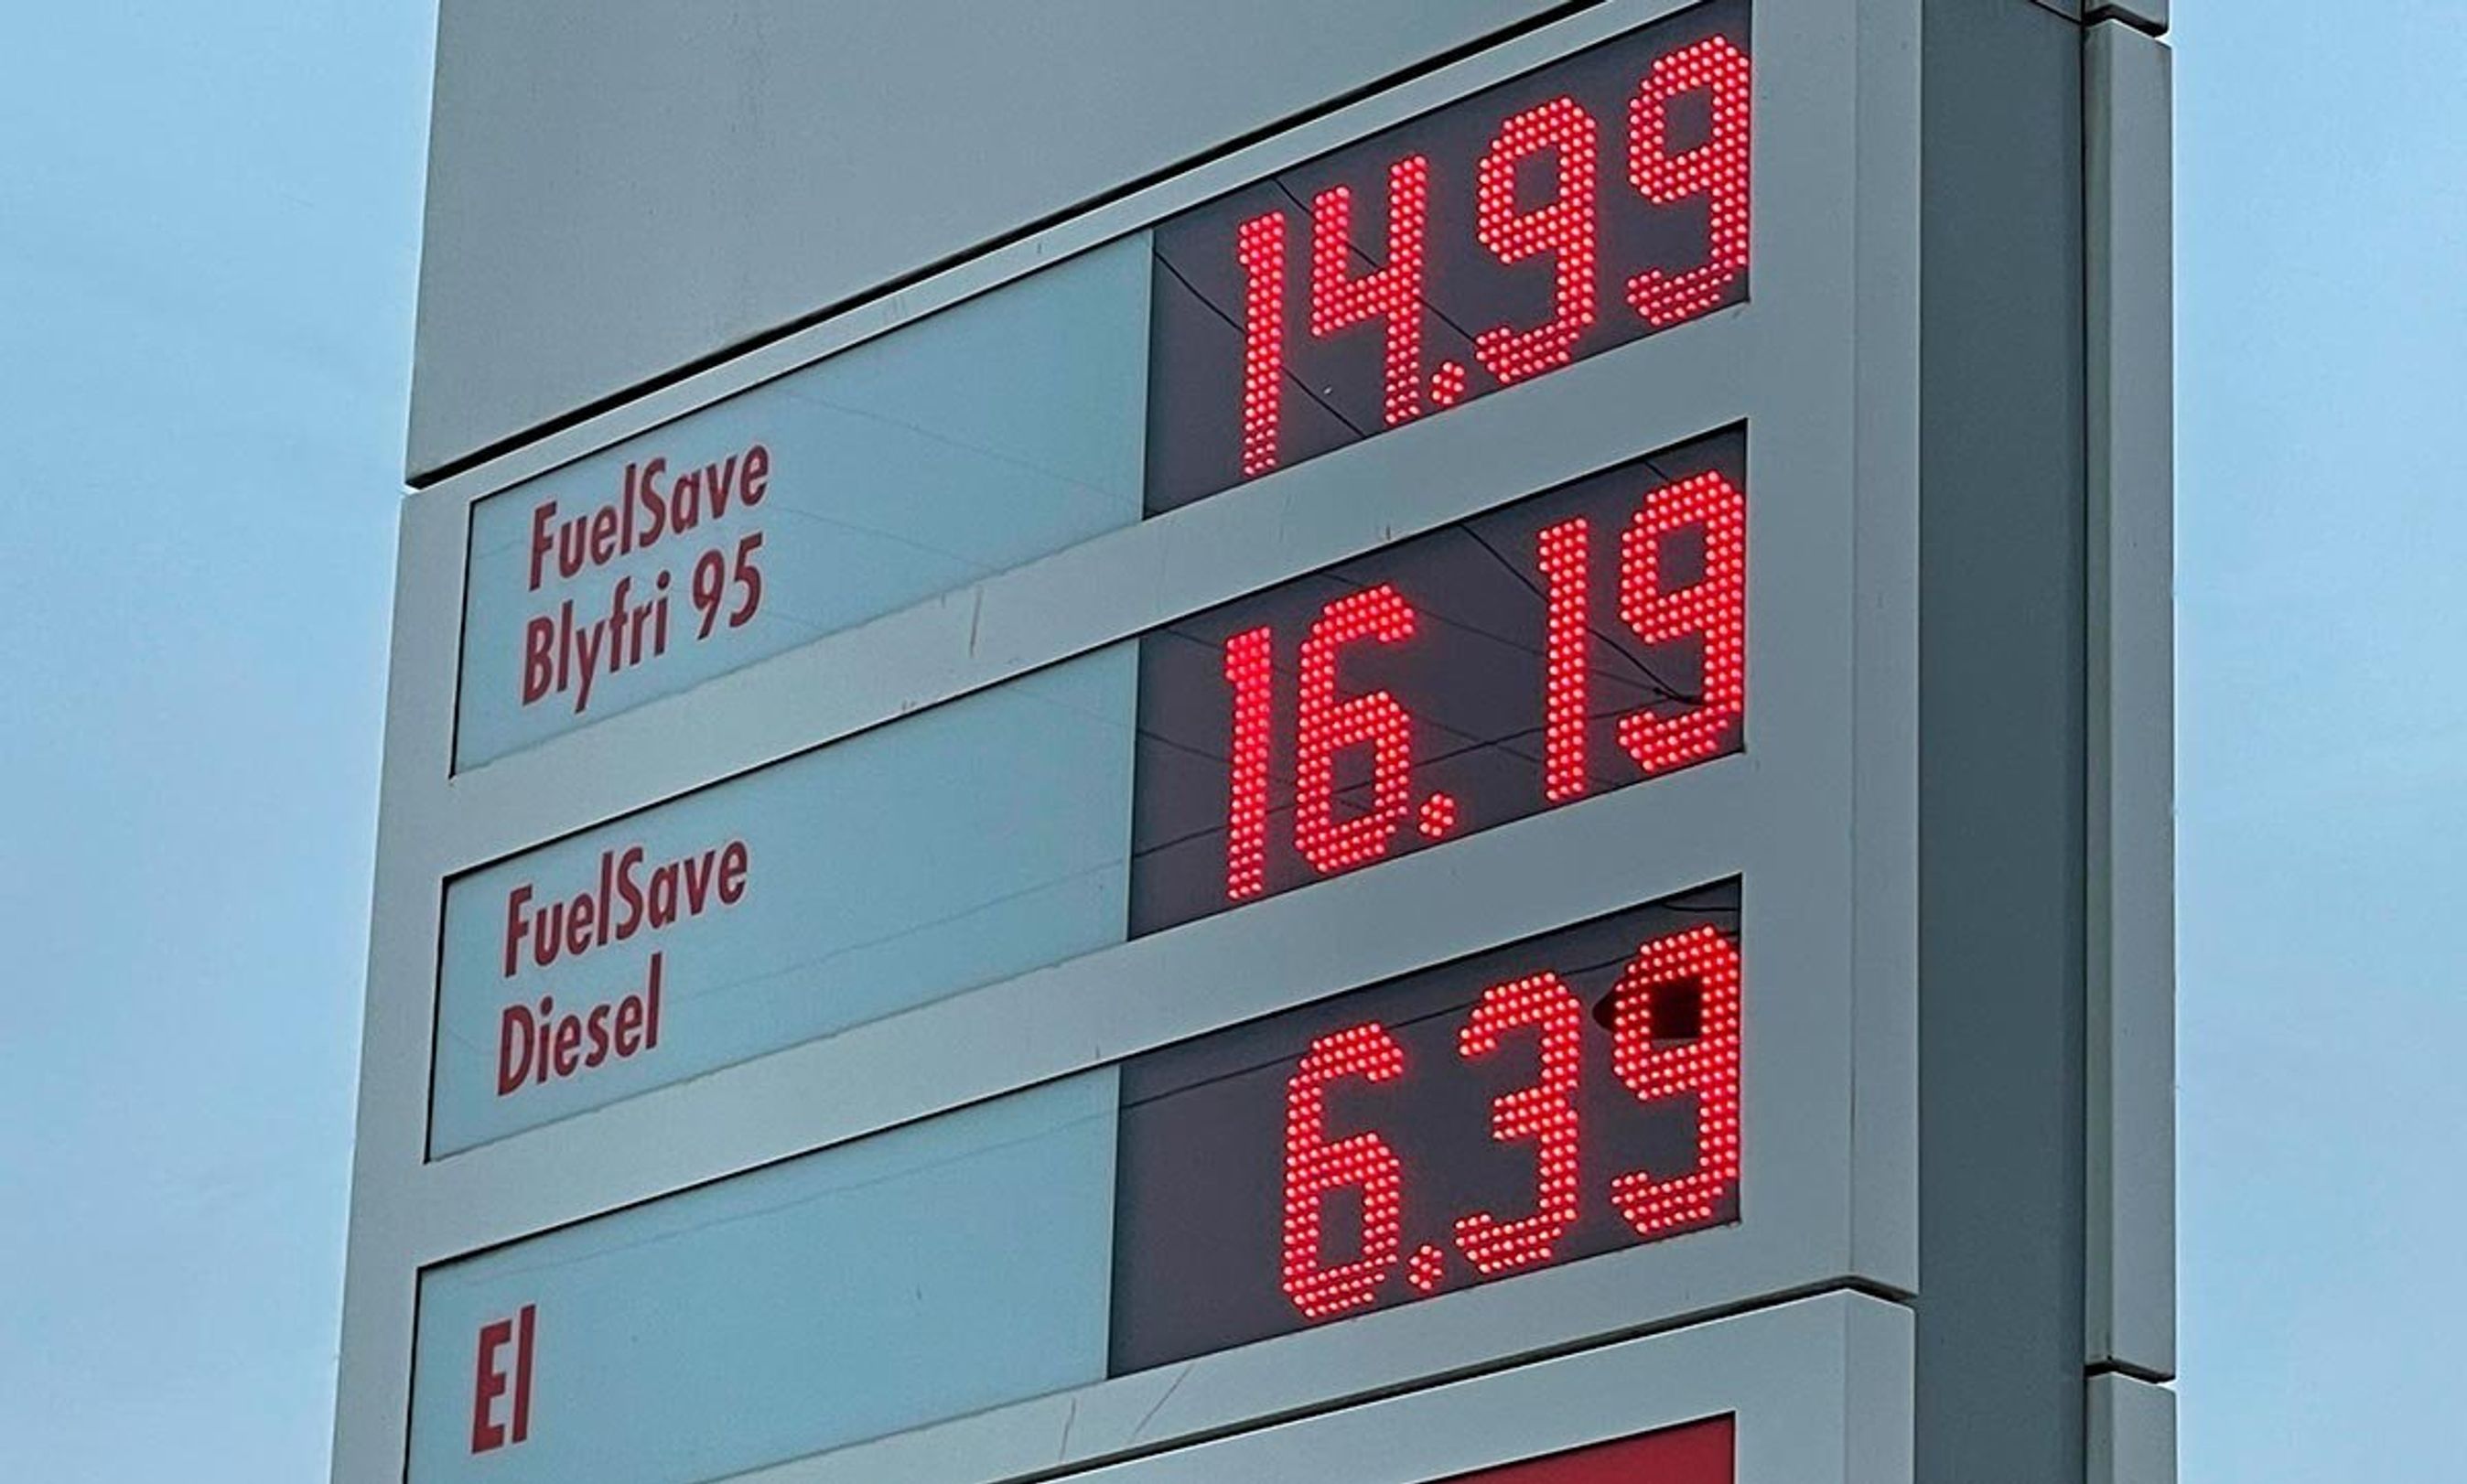 14.99
FuelSave
Blyfri 95
16.19
FuelSave
Diesel
6.39
El